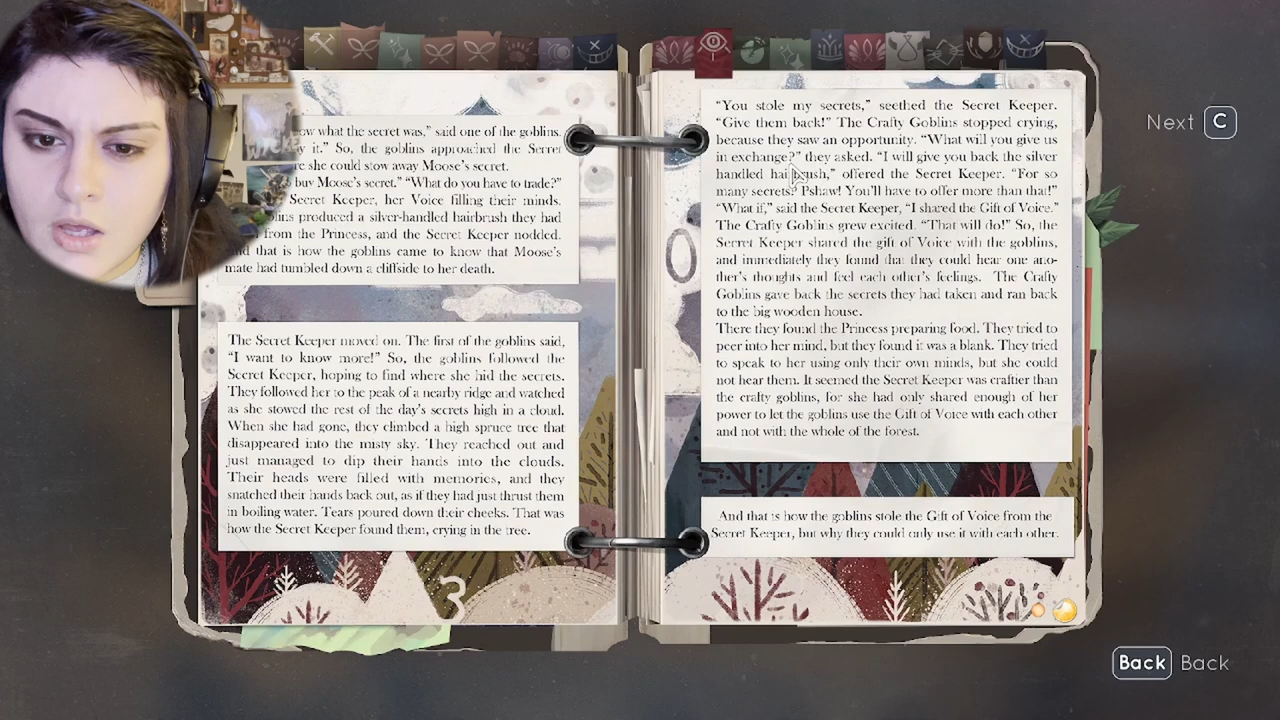 ow what the secret was," said one of the goblins.
y it." So, the goblins approached the Secret
re she could stow away Moose's secret.
buy Moose's secret." "What do you have to trade?"
Secret Keeper, her Voice filling their minds.
lins produced a silver-handled hairbrush they had
from the Princess, and the Secret Keeper nodded.
nd that is how the goblins came to know that Moose's
mate had tumbled down a cliffside to her death.
The Secret Keeper moved on. The first of the goblins said,
"I want to know more!" So, the goblins followed the
Secret Keeper, hoping to find where she hid the secrets.
They followed her to the peak of a nearby ridge and watched
as she stowed the rest of the day's secrets high in a cloud.
When she had gone, they climbed a high spruce tree that
disappeared into the misty sky. They reached out and
just managed to dip their hands into the clouds.
Their heads were filled with memories, and they
snatched their hands back out, as if they had just thrust them
in boiling water. Tears poured down their cheeks. That was
how the Secret Keeper found them, crying in the tree.
3
"You stole my secrets," seethed the Secret Keeper.
"Give them back!" The Crafty Goblins stopped crying,
because they saw an opportunity. "What will you give us
in exchange?" they asked. "I will give you back the silver
handled hairbrush," offered the Secret Keeper. "For so
many secrets? Pshaw! You'll have to offer more than that!"
"What if," said the Secret Keeper, "I shared the Gift of Voice."
The Crafty Goblins grew excited. "That will do!" So, the
Secret Keeper shared the gift of Voice with the goblins,
and immediately they found that they could hear one ano-
ther's thoughts and feel each other's feelings. The Crafty
Goblins gave back the secrets they had taken and ran back
to the big wooden house.
There they found the Princess preparing food. They tried to
peer into her mind, but they found it was a blank. They tried
to speak to her using only their own minds, but she could
not hear them. It seemed the Secret Keeper was craftier than
the crafty goblins, for she had only shared enough of her
power to let the goblins use the Gift of Voice with each other
and not with the whole of the forest.
And that is how the goblins stole the Gift of Voice from the
Secret Keeper, but why they could only use it with each other.
Next C
Back Back